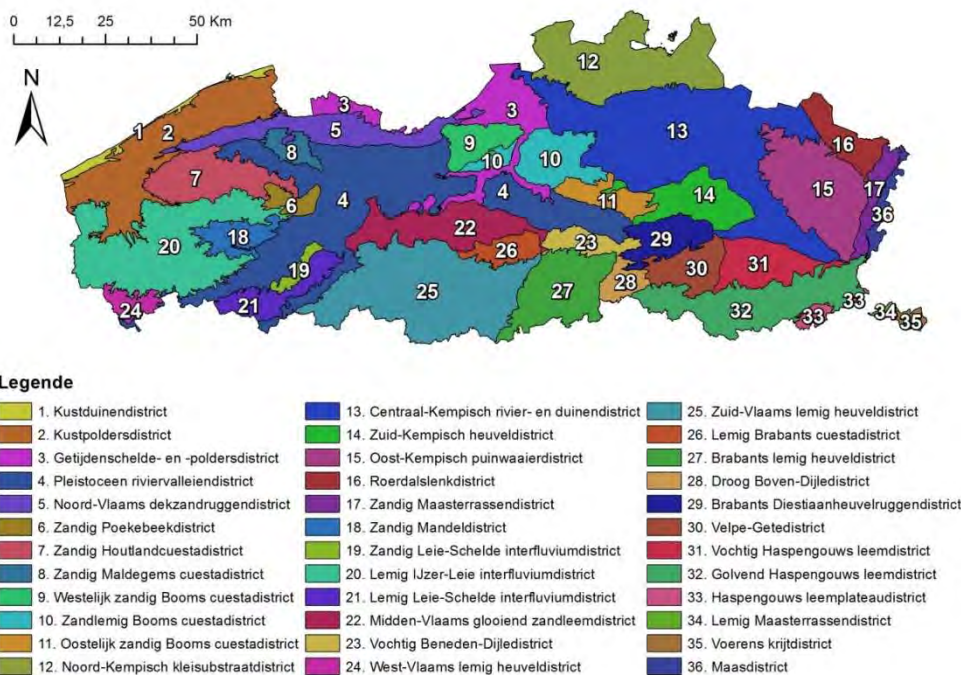 0 12,5 25 50 Km
N
12
3
3
13
1
2
5
16
9
8
10
10
7
15
17
4
14
6
4
11
36
22
18
29
20
23
26
19
30
31
28
25
27
21
24
32
33
33
34
35
Legende
1. Kustduinendistrict
2. Kustpoldersdistrict
3. Getijdenschelde- en -poldersdistrict
4. Pleistoceen riviervalleiendistrict
5. Noord-Vlaams dekzandruggendistrict
6. Zandig Poekebeekdistrict
7. Zandig Houtlandcuestadistrict
8. Zandig Maldegems cuestadistrict
9. Westelijk zandig Booms cuestadistrict
10. Zandlemig Booms cuestadistrict
11. Oostelijk zandig Booms cuestadistrict
12. Noord-Kempisch kleisubstraatdistrict
13. Centraal-Kempisch rivier- en duinendistrict
14. Zuid-Kempisch heuveldistrict
15. Oost-Kempisch puinwaaierdistrict
16. Roerdalslenkdistrict
17. Zandig Maasterrassendistrict
18. Zandig Mandeldistrict
19. Zandig Leie-Schelde interfluviumdistrict
20. Lemig IJzer-Leie interfluviumdistrict
21. Lemig Leie-Schelde interfluviumdistrict
22. Midden-Vlaams glooiend zandleemdistrict
23. Vochtig Beneden-Dijledistrict
24. West-Vlaams lemig heuveldistrict
25. Zuid-Vlaams lemig heuveldistrict
26. Lemig Brabants cuestadistrict
27. Brabants lemig heuveldistrict
28. Droog Boven-Dijledistrict
29. Brabants Diestiaanheuvelruggendistrict
30. Velpe-Getedistrict
31. Vochtig Haspengouws leemdistrict
32. Golvend Haspengouws leemdistrict
33. Haspengouws leemplateaudistrict
34. Lemig Maasterrassendistrict
35. Voerens krijtdistrict
36. Maasdistrict